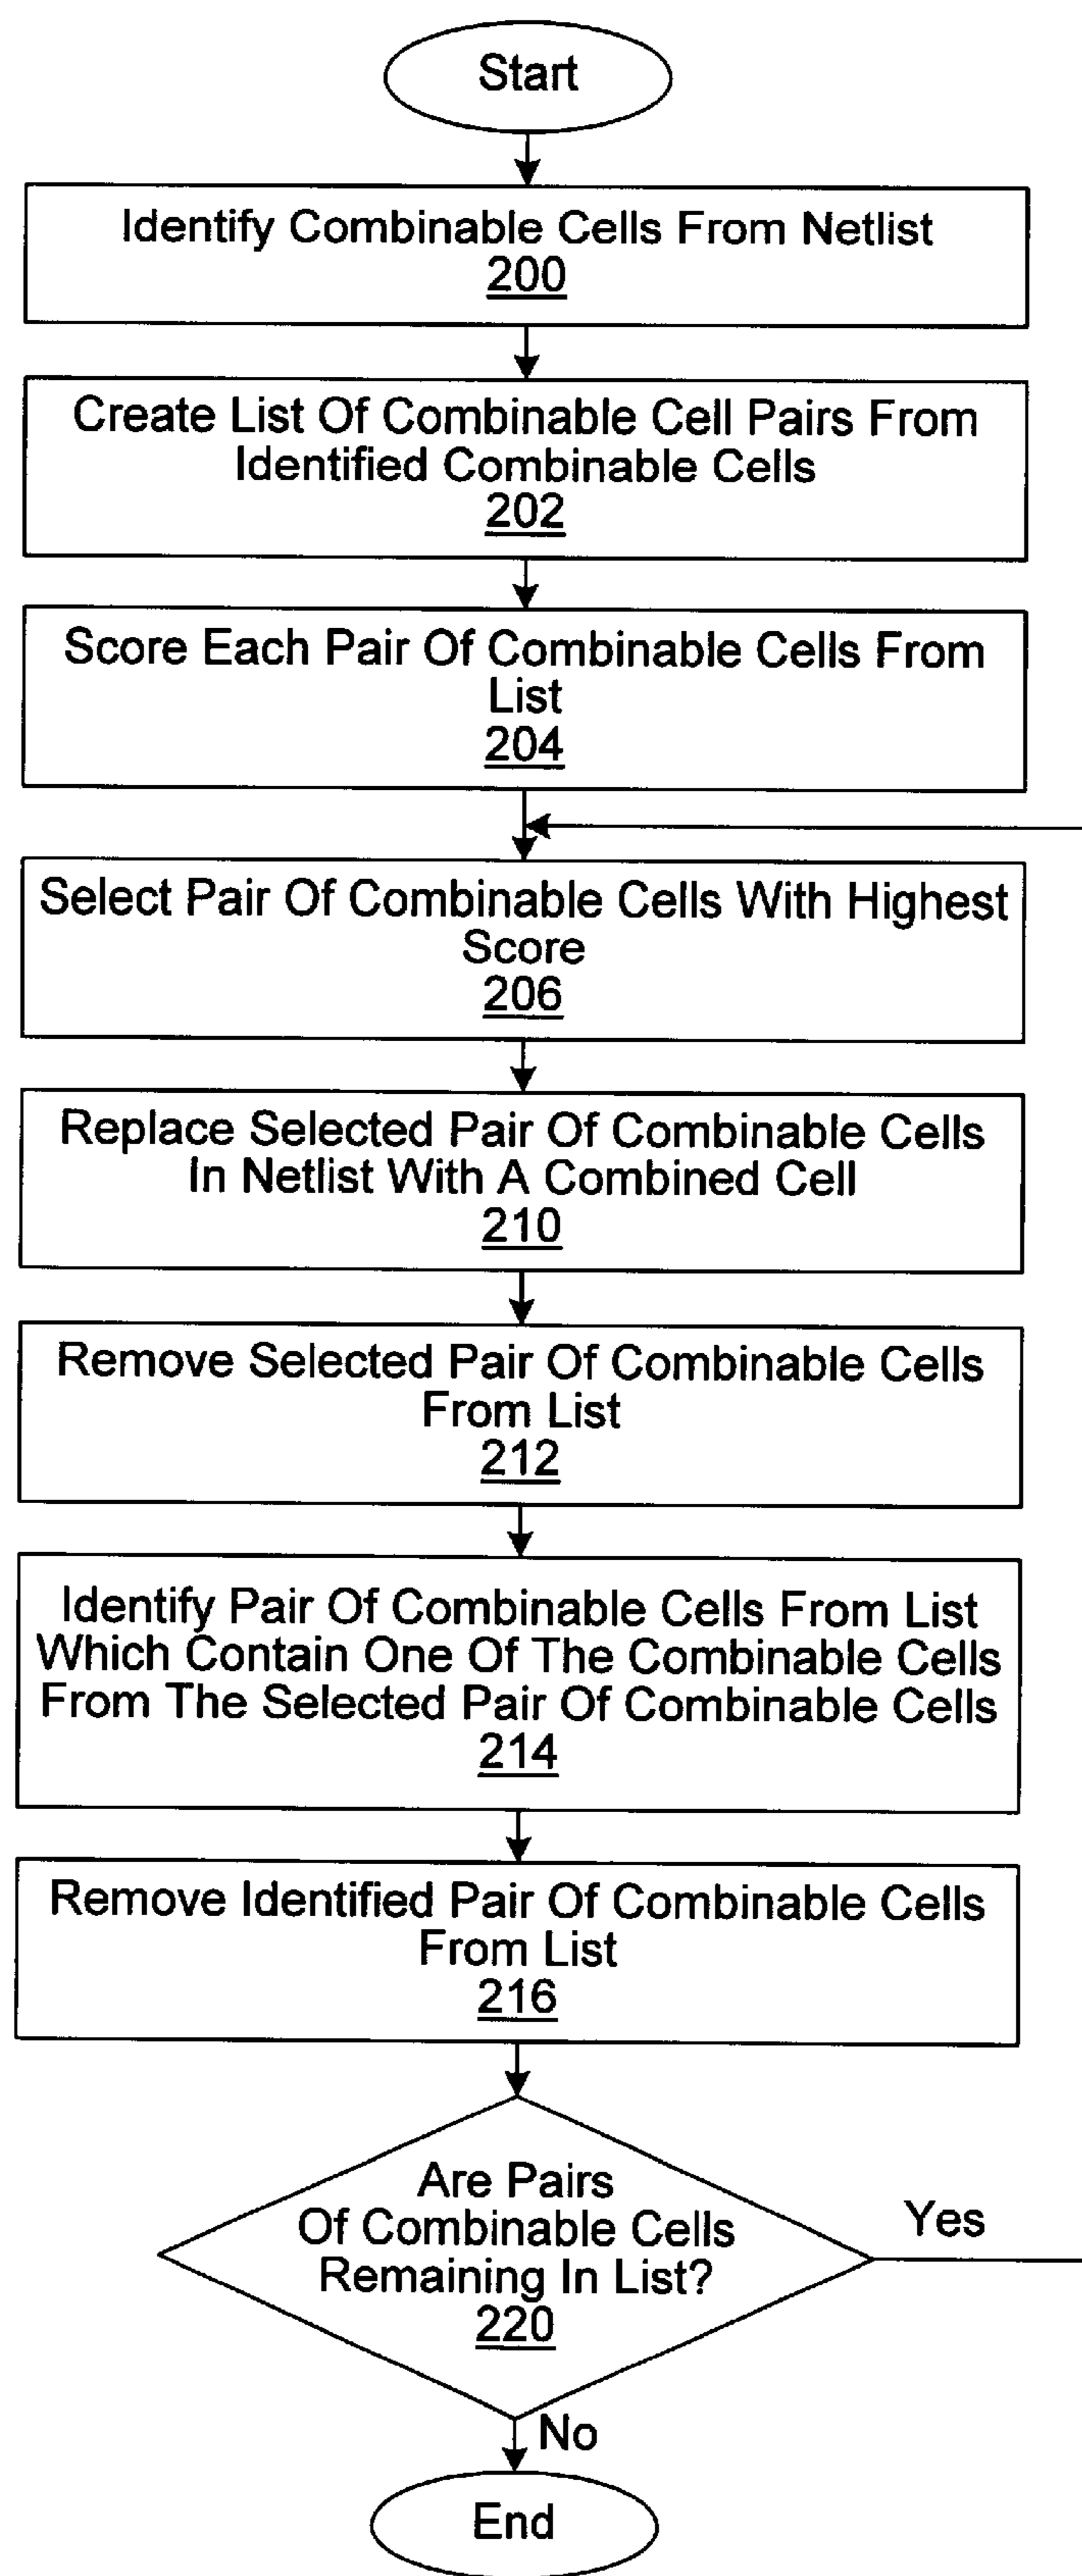 Start
Identify Combinable Cells From Netlist
200
Create List Of Combinable Cell Pairs From
Identified Combinable Cells
202
Score Each Pair Of Combinable Cells From
List
204
Select Pair Of Combinable Cells With Highest
Score
206
Replace Selected Pair Of Combinable Cells
In Netlist With A Combined Cell
210
Remove Selected Pair Of Combinable Cells
From List
212
Identify Pair Of Combinable Cells From List
Which Contain One Of The Combinable Cells
From The Selected Pair Of Combinable Cells
214
Remove Identified Pair Of Combinable Cells
From List
216
Are Pairs
Of Combinable Cells
Remaining In List?
220
Yes
No
End